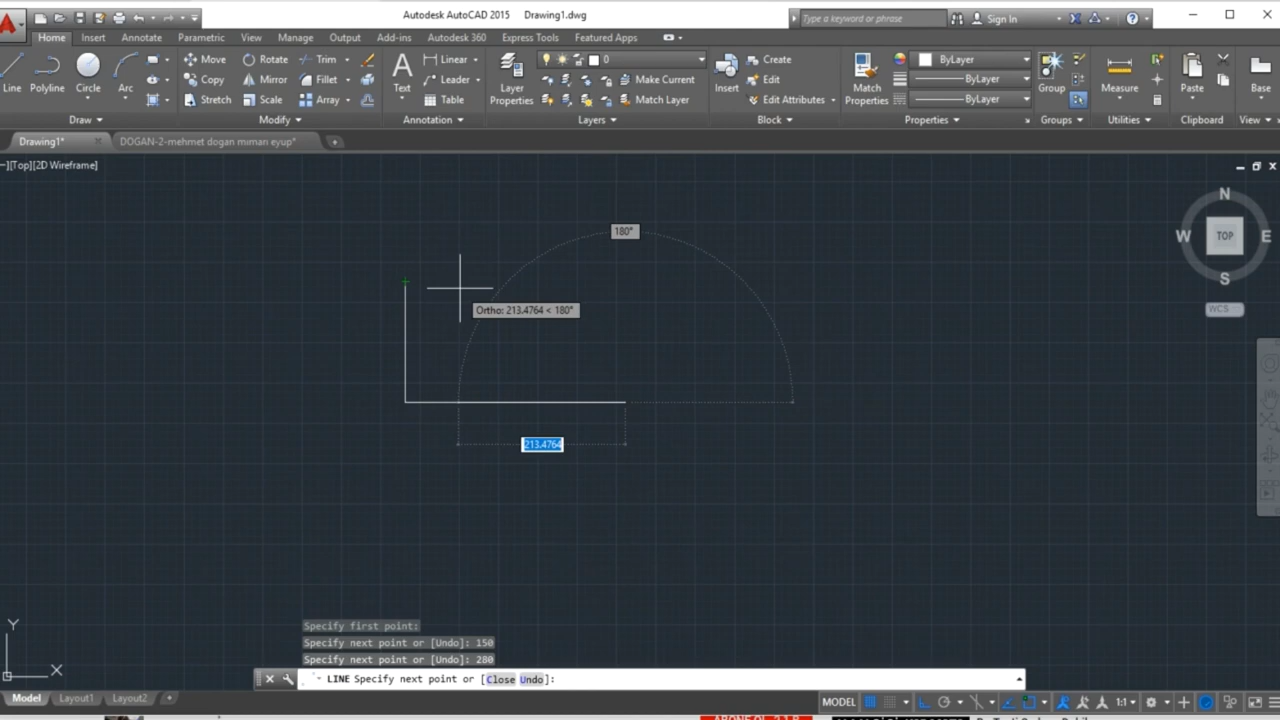 Autodesk AutoCAD 2015 Drawing1.dwg
Type a keyword or phrase
Sign In
Home Insert Annotate Parametric View Manage Output Add-ins Autodesk 360 Express Tools Featured Apps
Line Polyline Circle Arc
Move Rotate Trim
Copy Mirror Fillet
Stretch Scale Array
Text
Linear
Leader
Table
Layer
Properties
0
Make Current
Match Layer
Insert
Create
Edit
Edit Attributes
Match
Properties
ByLayer
ByLayer
ByLayer
Group
Measure
Paste
Base
Draw Modify Annotation Layers Block Properties Groups Utilities Clipboard View
Drawing1* DOGAN-2-mehmet dogan mımarı eyup*
][Top][2D Wireframe]
N
W TOP E
S
WCS
180°
Ortho: 213.4764 < 180°
213.4764
Y
X
Specify first point:
Specify next point or [Undo]: 150
Specify next point or [Undo]: 280
LINE Specify next point or [Close Undo]:
Model Layout1 Layout2
MODEL 1:1